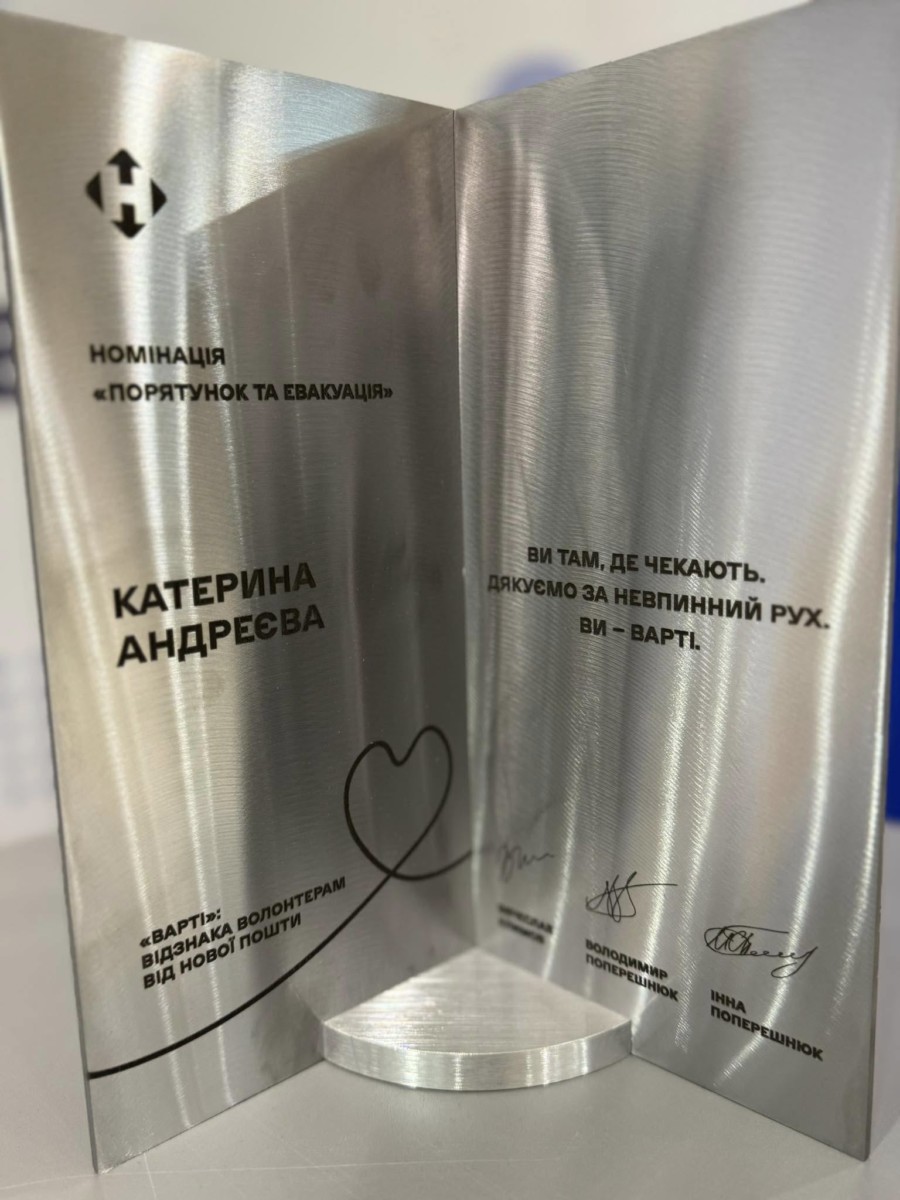 Н
НОМІНАЦІЯ
«ПОРЯТУНОК ТА ЕВАКУАЦІЯ»
КАТЕРИНА
АНДРЕЄВА
«ВАРТІ»:
ВІДЗНАКА ВОЛОНТЕРАМ
ВІД НОВОЇ ПОШТИ
ВИ ТАМ, ДЕ ЧЕКАЮТЬ.
ДЯКУЄМО ЗА НЕВПИННИЙ РУХ.
ВИ – ВАРТІ.
ВОЛОДИМИР
ПОПЕРЕШНЮК
ІННА
ПОПЕРЕШНЮК